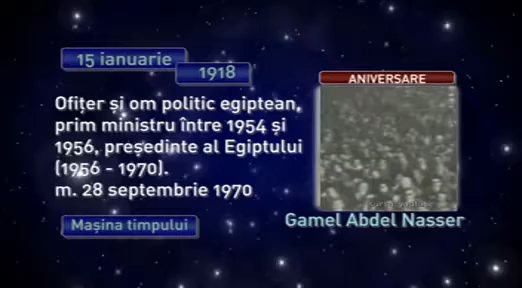 15 ianuarie
1918
ANIVERSARE
Ofițer și om politic egiptean,
prim ministru între 1954 și
1956, președinte al Egiptului
(1956 - 1970).
m. 28 septembrie 1970
Gamel Abdel Nasser
Mașina timpului